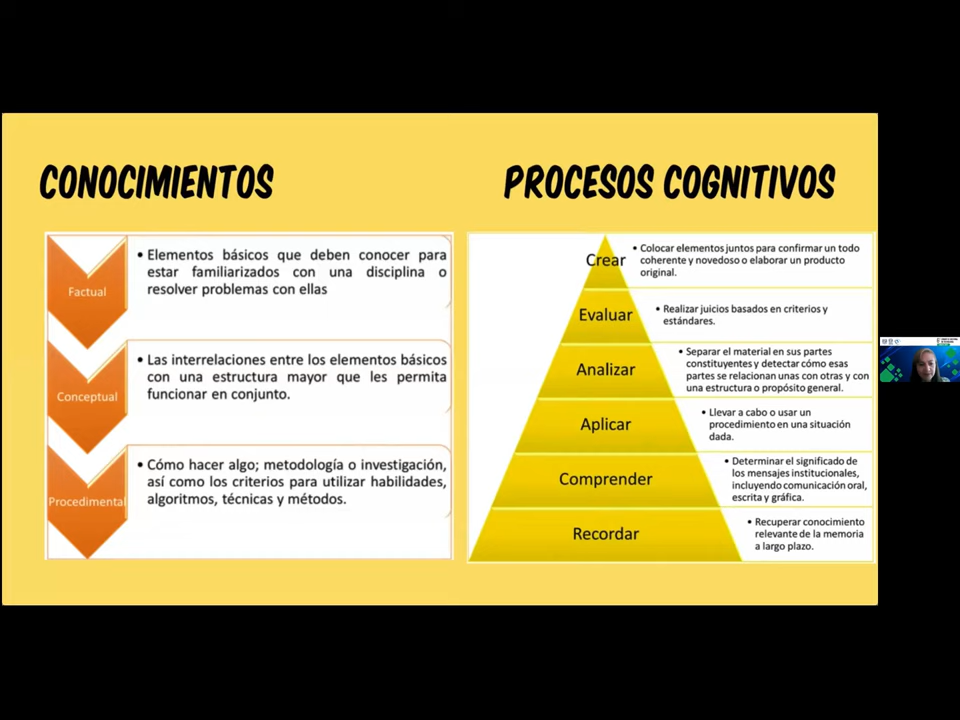 CONOCIMIENTOS
Factual
• Elementos básicos que deben conocer para
estar familiarizados con una disciplina o
resolver problemas con ellas
Conceptual
• Las interrelaciones entre los elementos básicos
con una estructura mayor que les permita
funcionar en conjunto.
Procedimental
• Cómo hacer algo; metodología o investigación,
así como los criterios para utilizar habilidades,
algoritmos, técnicas y métodos.
PROCESOS COGNITIVOS
Crear
• Colocar elementos juntos para confirmar un todo
coherente y novedoso o elaborar un producto
original.
Evaluar
• Realizar juicios basados en criterios y
estándares.
Analizar
• Separar el material en sus partes
constituyentes y detectar cómo esas
partes se relacionan unas con otras y con
una estructura o propósito general.
Aplicar
• Llevar a cabo o usar un
procedimiento en una situación
dada.
Comprender
• Determinar el significado de
los mensajes institucionales,
incluyendo comunicación oral,
escrita y gráfica.
Recordar
• Recuperar conocimiento
relevante de la memoria
a largo plazo.